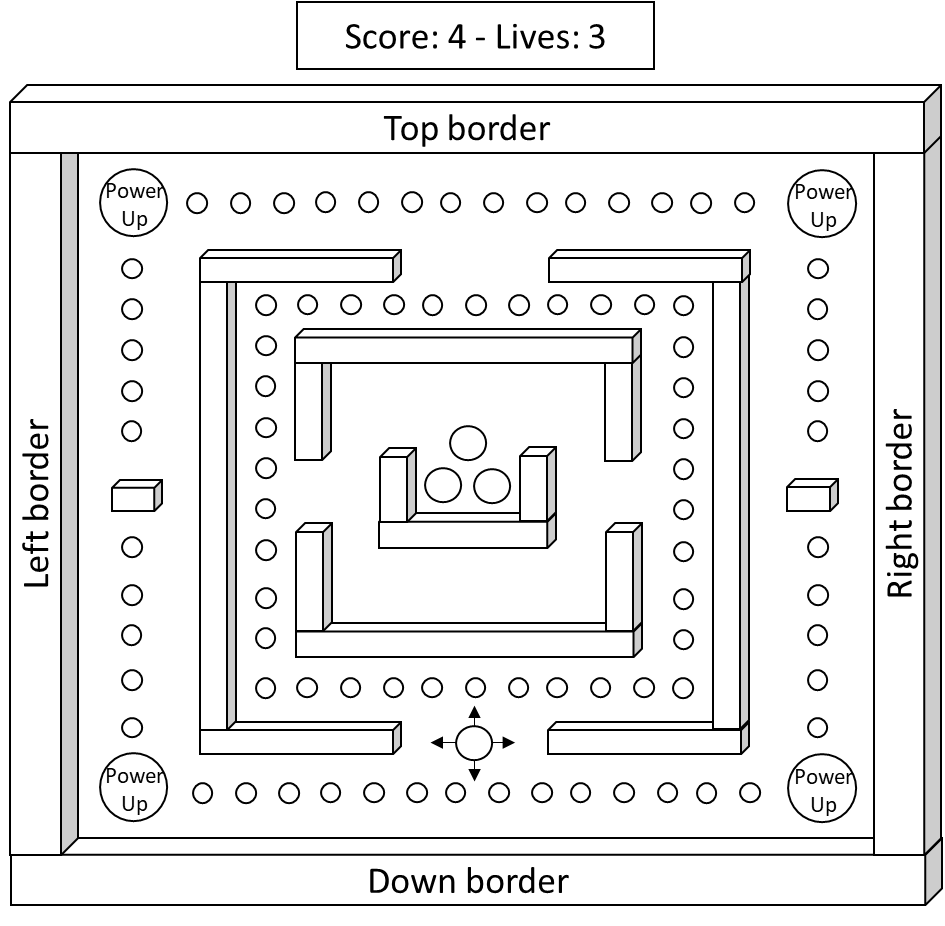 Score: 4 - Lives: 3
Top border
Power
Up
Power
Up
Left border
Right border
Power
Up
Power
Up
Down border